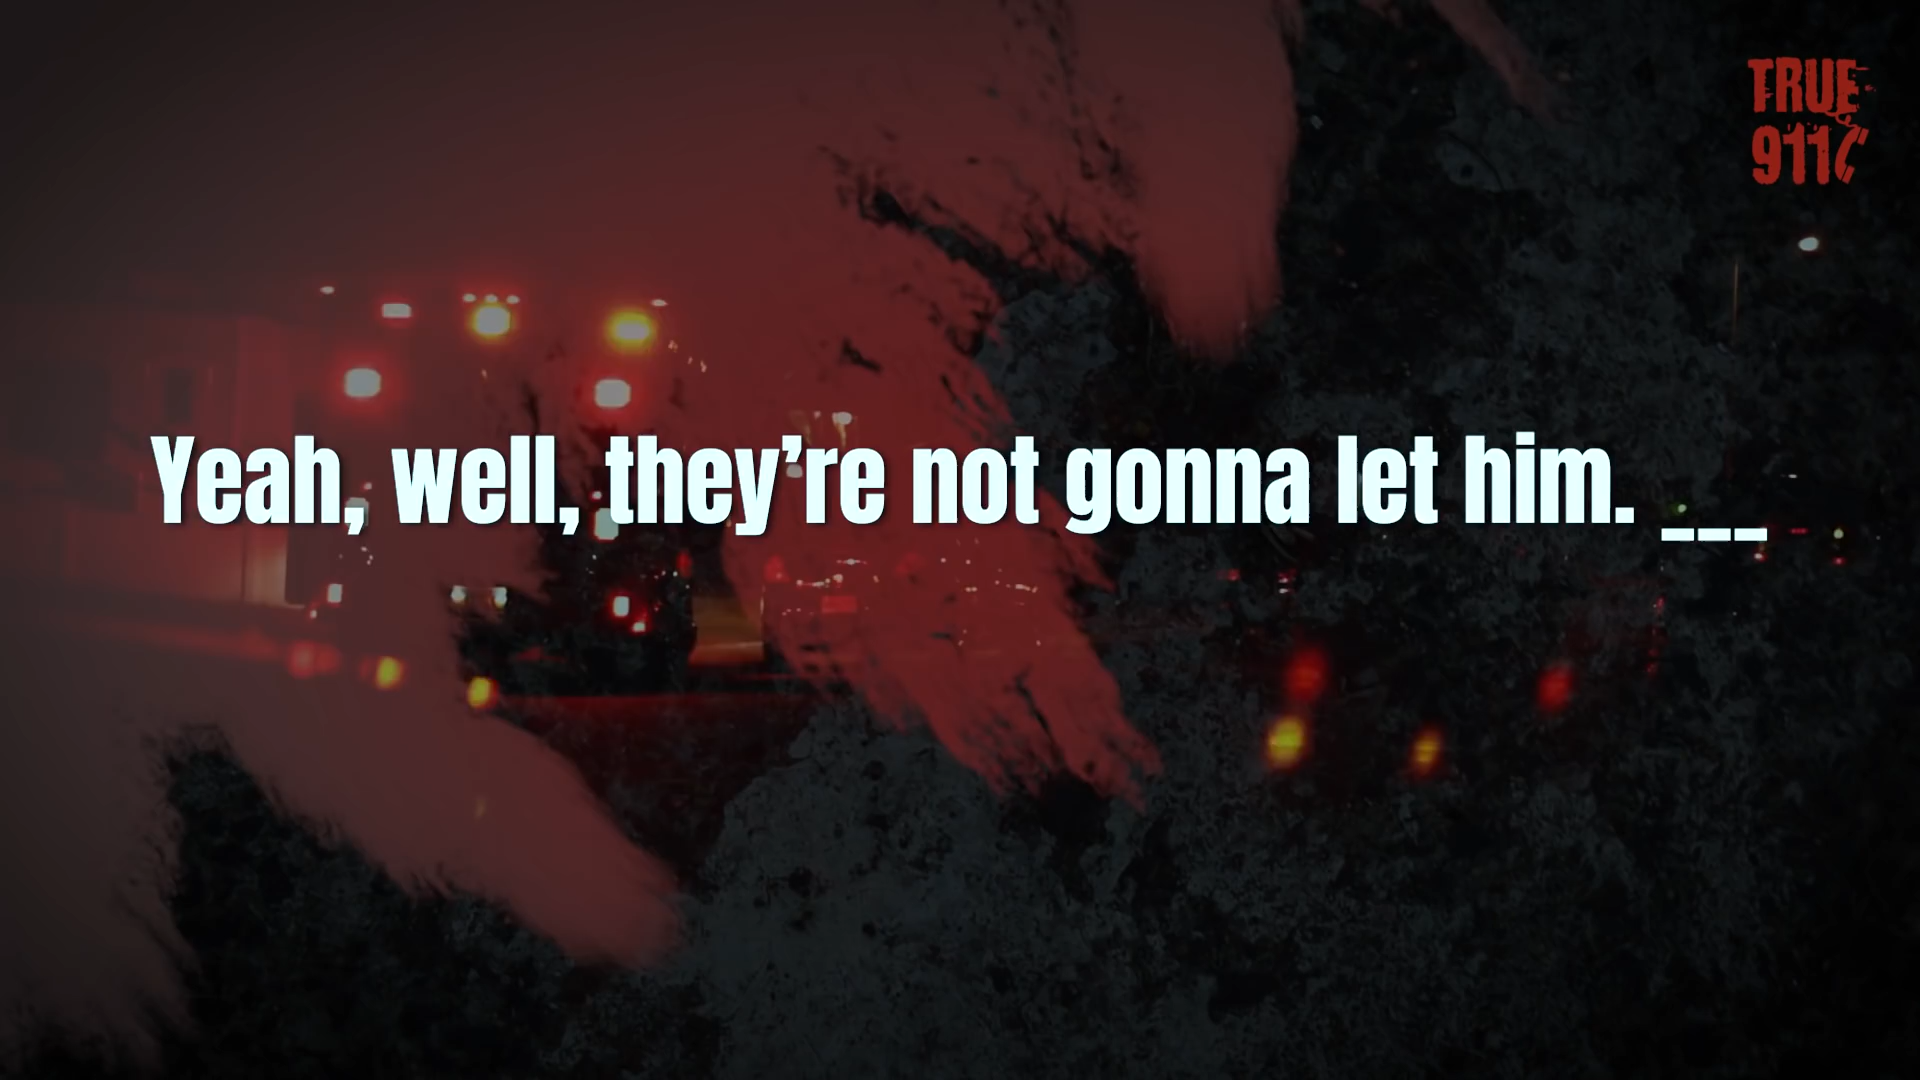 TRUE
911
Yeah, well, they’re not gonna let him. ___